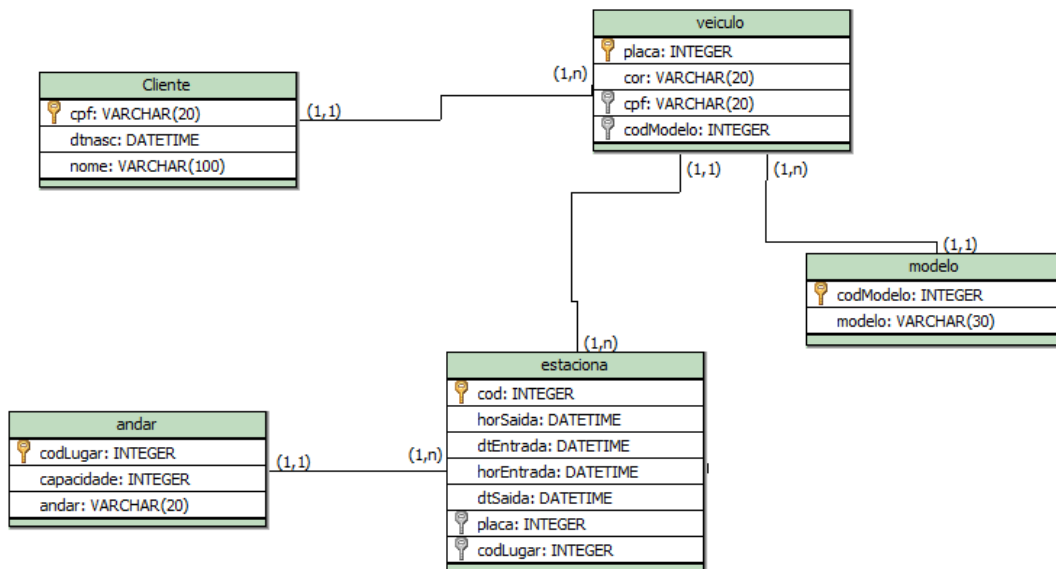 veiculo
placa: INTEGER
cor: VARCHAR(20)
cpf: VARCHAR(20)
codModelo: INTEGER
(1,n)
Cliente
cpf: VARCHAR(20)
dtnasc: DATETIME
nome: VARCHAR(100)
(1,1)
(1,1)
(1,n)
(1,1)
modelo
codModelo: INTEGER
modelo: VARCHAR(30)
(1,n)
estaciona
cod: INTEGER
horSaida: DATETIME
dtEntrada: DATETIME
horEntrada: DATETIME
dtSaida: DATETIME
placa: INTEGER
codLugar: INTEGER
andar
codLugar: INTEGER
capacidade: INTEGER
andar: VARCHAR(20)
(1,1)
(1,n)